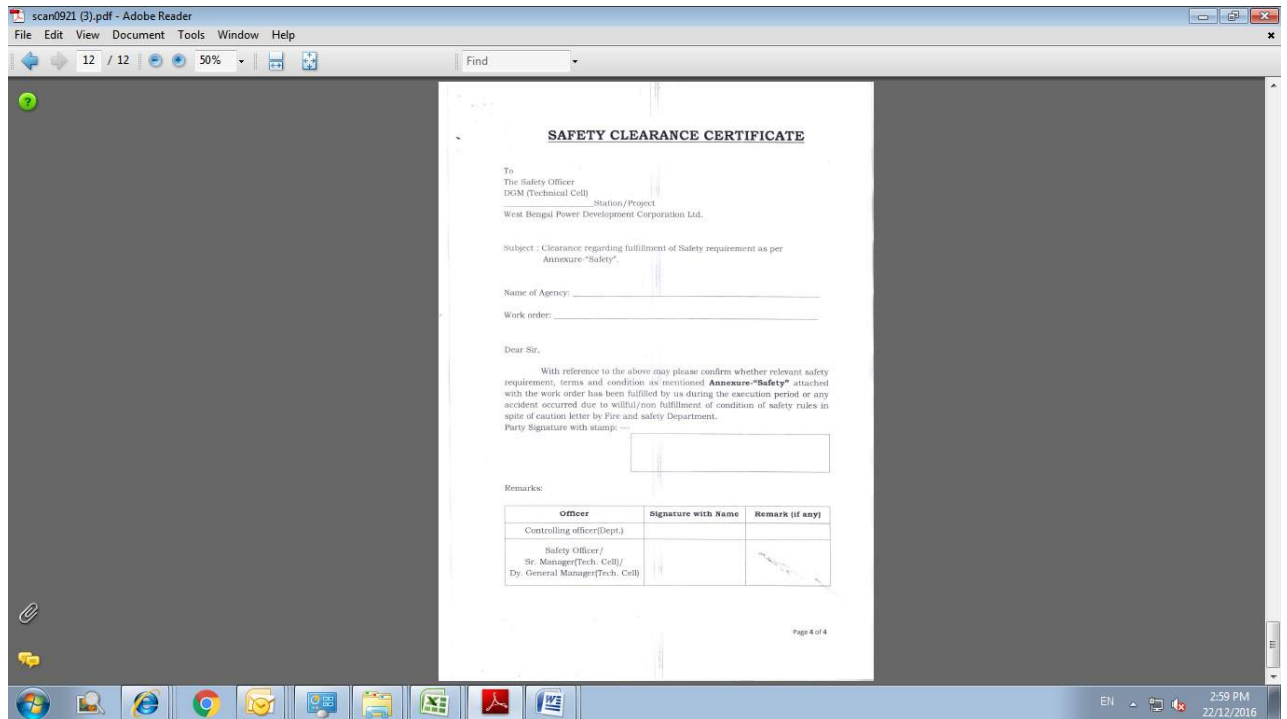 scan0921 (3).pdf - Adobe Reader
File Edit View Document Tools Window Help
12 / 12 50% Find
SAFETY CLEARANCE CERTIFICATE
To
The Safety Officer
DGM (Technical Cell)
____________________Station/Project
West Bengal Power Development Corporation Ltd.
Subject : Clearance regarding fulfillment of Safety requirement as per
Annexure-"Safety".
Name of Agency: ____________________
Work order: ____________________
Dear Sir,
With reference to the above may please confirm whether relevant safety
requirement, terms and condition as mentioned Annexure-"Safety" attached
with the work order has been fulfilled by us during the execution period or any
accident occurred due to willful/non fulfillment of condition of safety rules in
spite of caution letter by Fire and safety Department.
Party Signature with stamp: ---
Remarks:
Officer Signature with Name Remark (if any)
Controlling officer(Dept.)
Safety Officer/
Sr. Manager(Tech. Cell)/
Dy. General Manager(Tech. Cell)
Page 4 of 4
EN 2:59 PM
22/12/2016